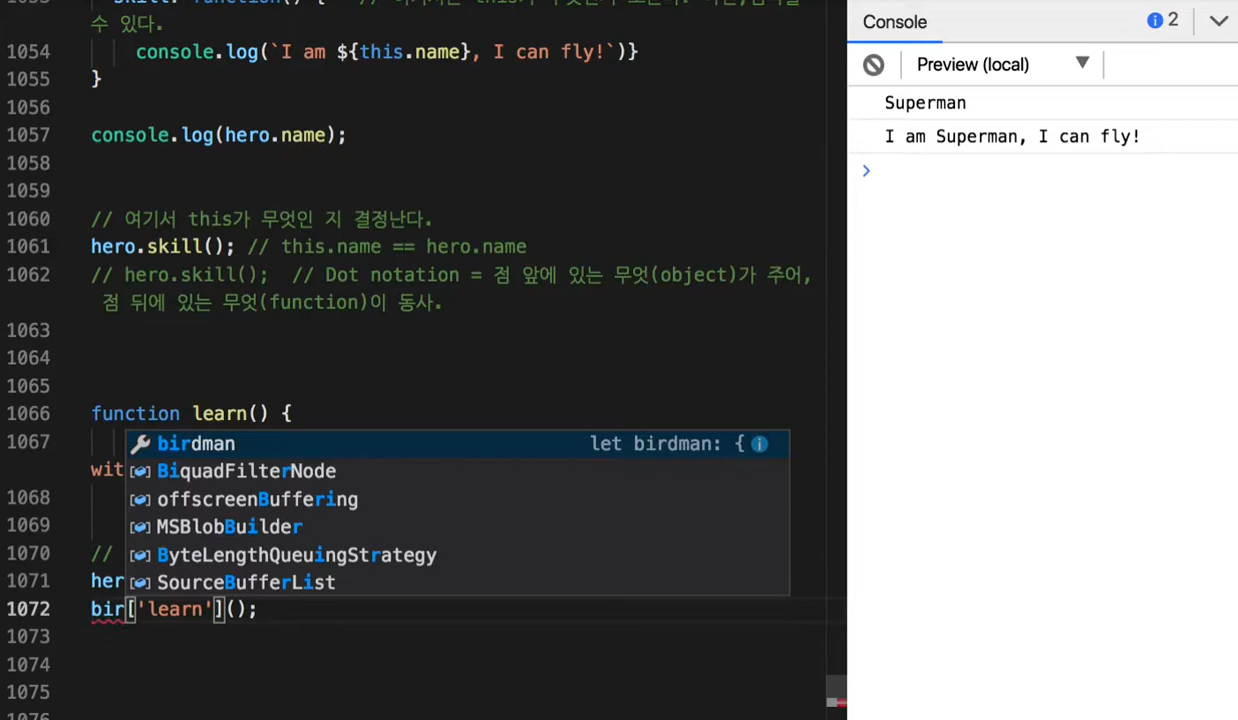 수 있다.
1054 console.log(`I am ${this.name}, I can fly!`)}
1055 }
1056
1057 console.log(hero.name);
1058
1059
1060 // 여기서 this가 무엇인 지 결정난다.
1061 hero.skill(); // this.name == hero.name
1062 // hero.skill(); // Dot notation = 점 앞에 있는 무엇(object)가 주어,
점 뒤에 있는 무엇(function)이 동사.
1063
1064
1065
1066 function learn() {
1067
birdman let birdman: {
wit
BiquadFilterNode
1068
offscreenBuffering
1069
MSBlobBuilder
1070 //
ByteLengthQueuingStrategy
1071 her
SourceBufferList
1072 bir['learn']();
1073
1074
1075
Console
2
Preview (local)
Superman
I am Superman, I can fly!